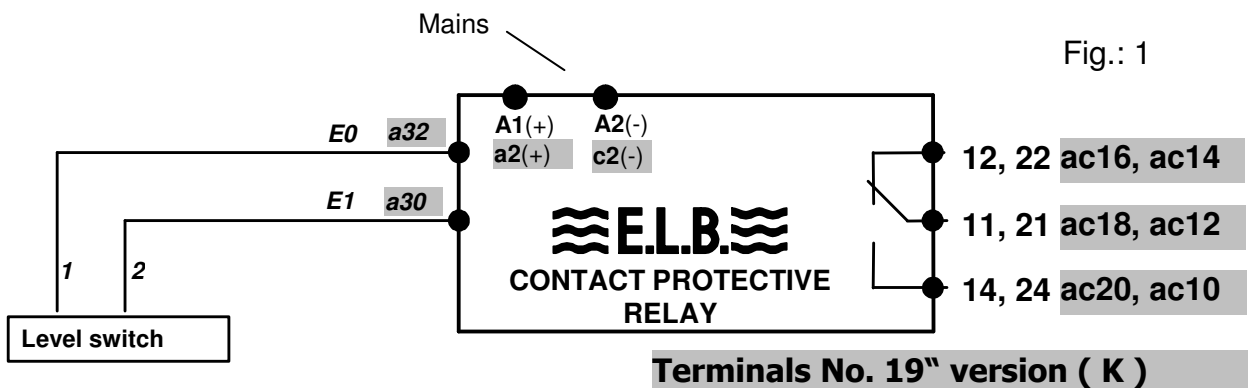 Mains
Fig.: 1
A1(+) A2(-)
a2(+) c2(-)
E0 a32
E1 a30
12, 22 ac16, ac14
11, 21 ac18, ac12
14, 24 ac20, ac10
E.L.B.
CONTACT PROTECTIVE
RELAY
1 2
Level switch
Terminals No. 19“ version ( K )